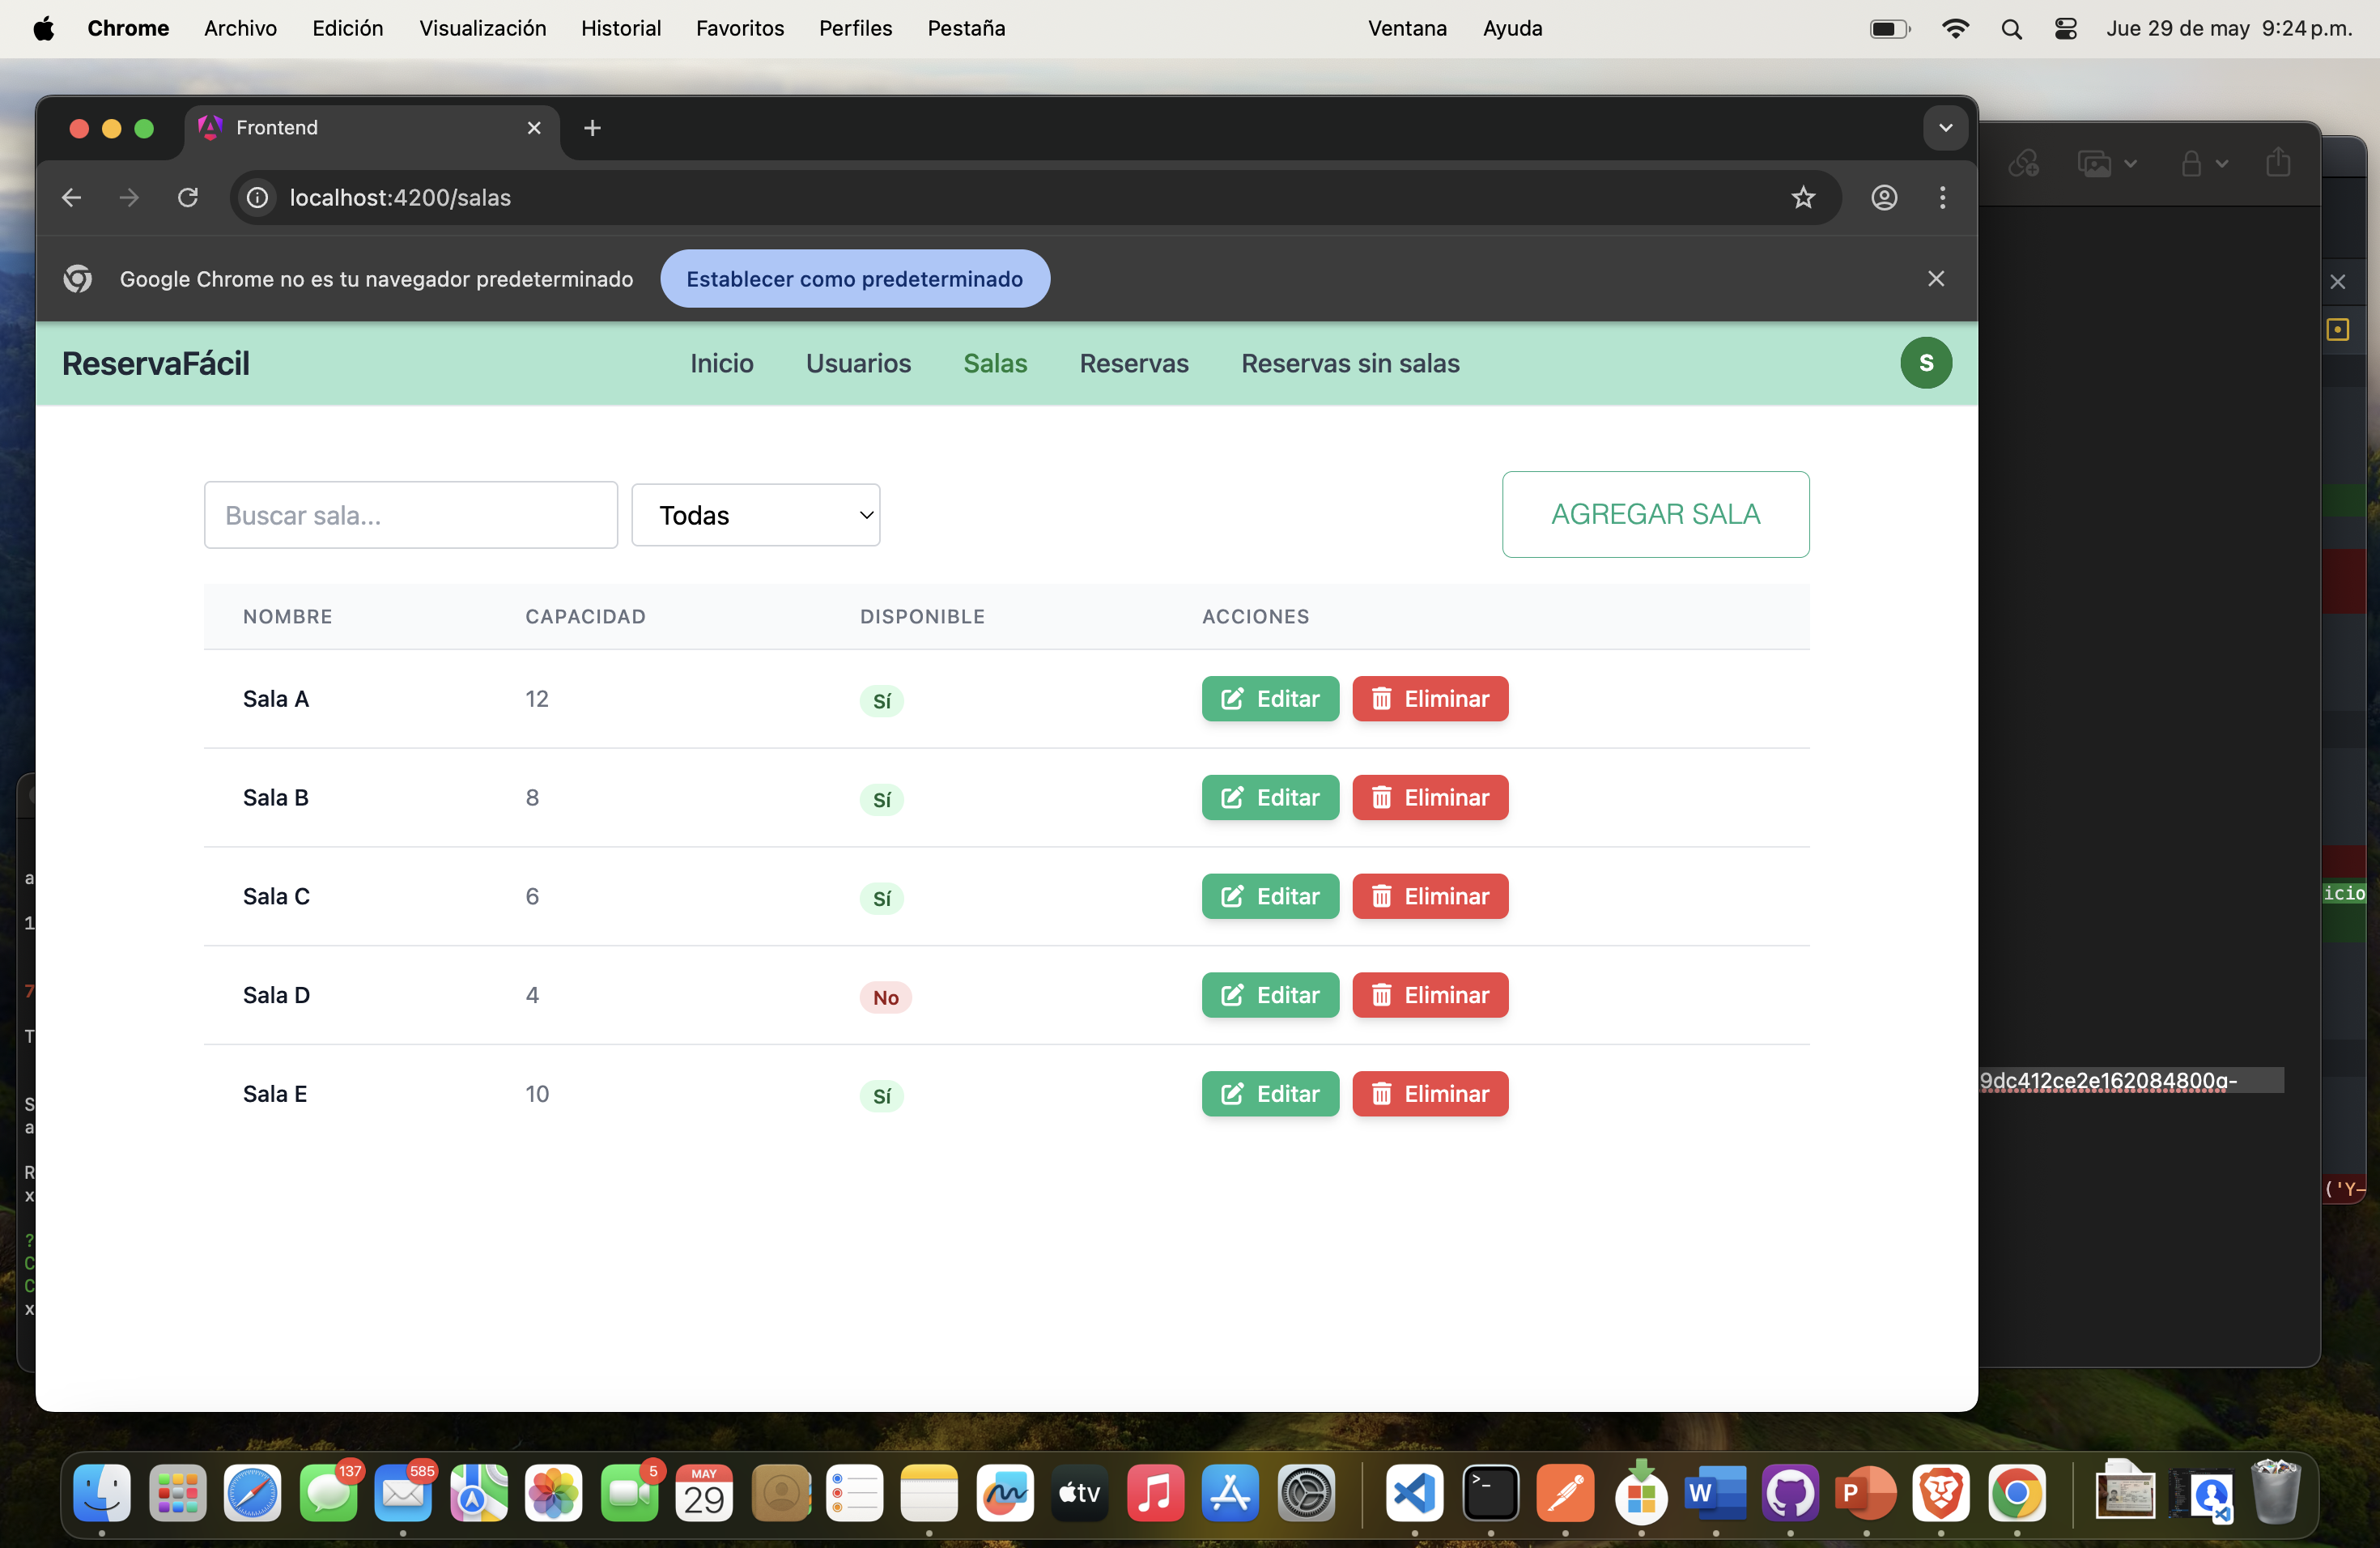 Chrome Archivo Edición Visualización Historial Favoritos Perfiles Pestaña Ventana Ayuda Jue 29 de may 9:24 p.m.
Frontend
localhost:4200/salas
Google Chrome no es tu navegador predeterminado Establecer como predeterminado
ReservaFácil Inicio Usuarios Salas Reservas Reservas sin salas S
Buscar sala... Todas AGREGAR SALA
NOMBRE CAPACIDAD DISPONIBLE ACCIONES
Sala A 12 Sí Editar Eliminar
Sala B 8 Sí Editar Eliminar
Sala C 6 Sí Editar Eliminar
Sala D 4 No Editar Eliminar
Sala E 10 Sí Editar Eliminar
a
1
7
T
S
a
R
x
?
C
C
x
icio
9dc412ce2e162084800a-
('Y-
137 585 5 MAY 29 tv W P